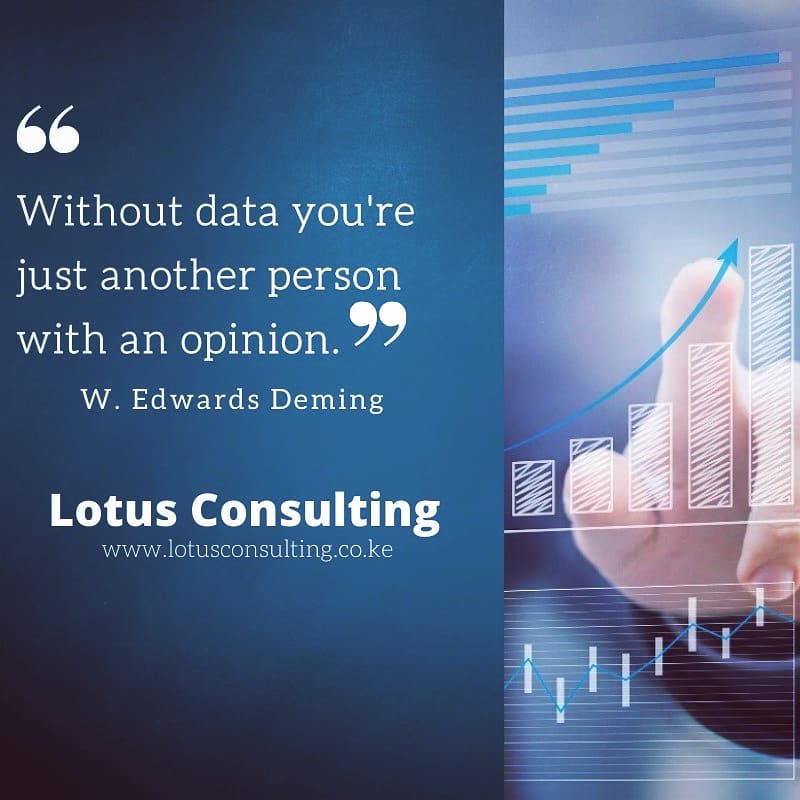 “
Without data you're
just another person
with an opinion.”
W. Edwards Deming
Lotus Consulting
www.lotusconsulting.co.ke